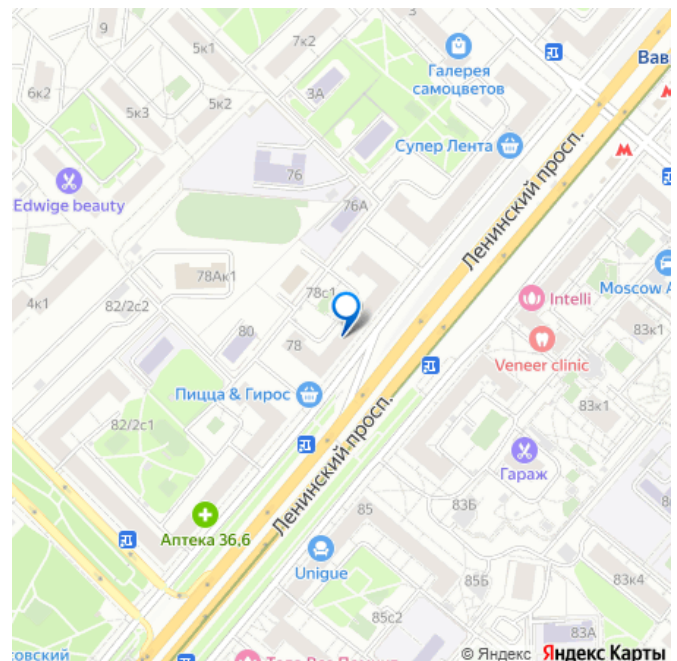 9
5к1
7к2
Вав
Галерея
самоцветов
6к2
5к3
5к2
3А
Супер Лента
Ленинский просп.
76
Edwige beauty
76А
78Ак1
78с1
4к1
82/2с2
80
78
Moscow
Intelli
83к1
Veneer clinic
Пицца & Гирос
82/2с1
83к1
Гараж
Ленинский просп.
85
83Б
Аптека 36,6
Unigue
85Б
83к4
85с2
83А
© Яндекс Яндекс Карты